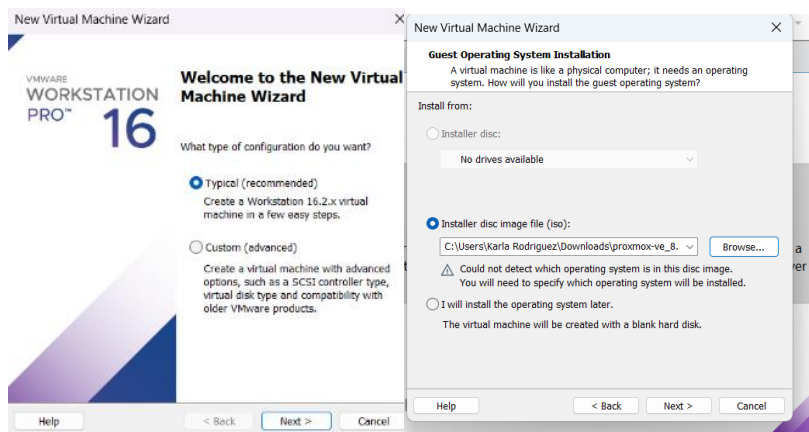 New Virtual Machine Wizard
VMWARE
WORKSTATION
PRO™
16
Welcome to the New Virtual
Machine Wizard
What type of configuration do you want?
Typical (recommended)
Create a Workstation 16.2.x virtual
machine in a few easy steps.
Custom (advanced)
Create a virtual machine with advanced
options, such as a SCSI controller type,
virtual disk type and compatibility with
older VMware products.
Help
< Back
Next >
Cancel
New Virtual Machine Wizard
Guest Operating System Installation
A virtual machine is like a physical computer; it needs an operating
system. How will you install the guest operating system?
Install from:
Installer disc:
No drives available
Installer disc image file (iso):
C:\Users\Karla Rodriguez\Downloads\proxmox-ve_8.
Browse...
Could not detect which operating system is in this disc image.
You will need to specify which operating system will be installed.
I will install the operating system later.
The virtual machine will be created with a blank hard disk.
Help
< Back
Next >
Cancel
a